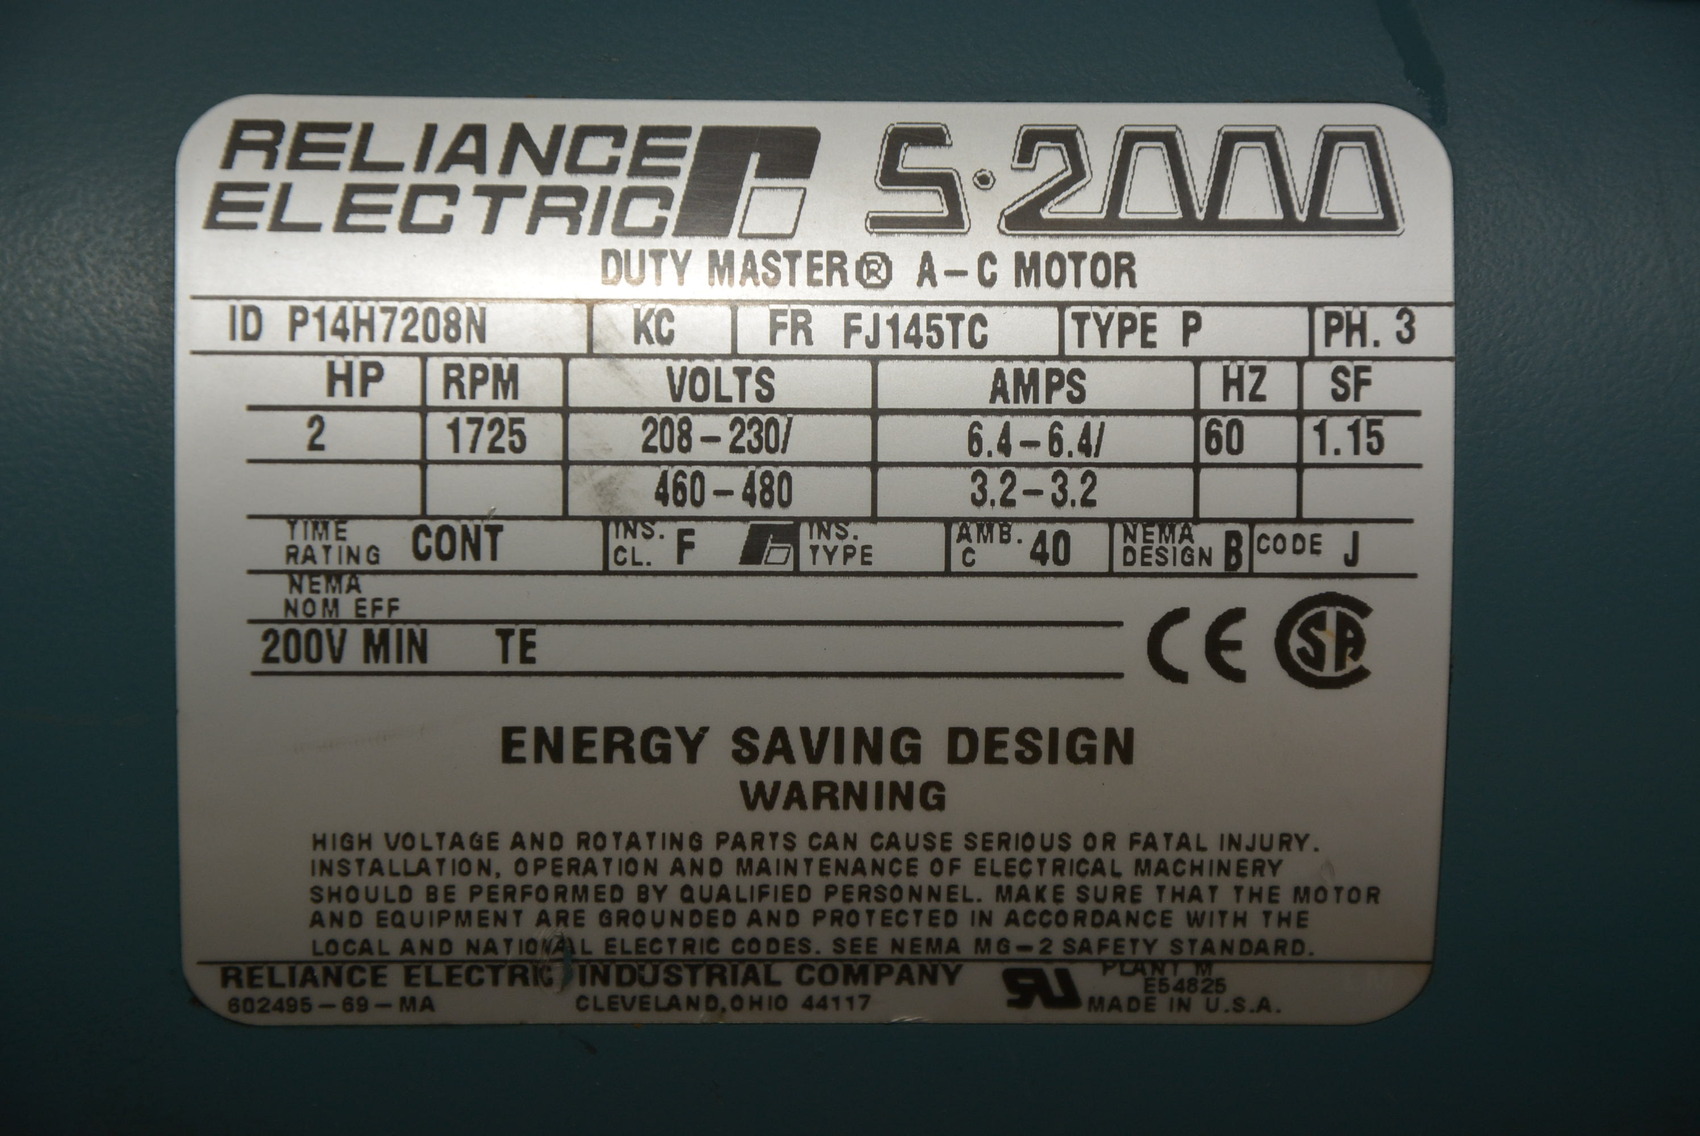 RELIANCE
ELECTRIC
S·2000
DUTY MASTER® A-C MOTOR
ID P14H7208N KC FR FJ145TC TYPE P PH. 3
HP RPM VOLTS AMPS HZ SF
2 1725 208-230/ 6.4-6.4/ 60 1.15
460-480 3.2-3.2
TIME RATING CONT INS. CL. F INS. TYPE AMB. C 40 NEMA DESIGN B CODE J
NEMA
NOM EFF
200V MIN TE
CE SA
ENERGY SAVING DESIGN
WARNING
HIGH VOLTAGE AND ROTATING PARTS CAN CAUSE SERIOUS OR FATAL INJURY.
INSTALLATION, OPERATION AND MAINTENANCE OF ELECTRICAL MACHINERY
SHOULD BE PERFORMED BY QUALIFIED PERSONNEL. MAKE SURE THAT THE MOTOR
AND EQUIPMENT ARE GROUNDED AND PROTECTED IN ACCORDANCE WITH THE
LOCAL AND NATIONAL ELECTRIC CODES. SEE NEMA MG-2 SAFETY STANDARD.
RELIANCE ELECTRIC INDUSTRIAL COMPANY RU PLANT M
E54825
602495-69-MA CLEVELAND, OHIO 44117 MADE IN U.S.A.